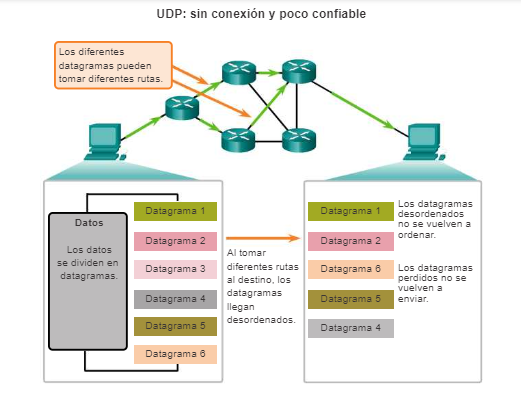 UDP: sin conexión y poco confiable
Los diferentes
datagramas pueden
tomar diferentes rutas.
Datos
Los datos
se dividen en
datagramas.
Datagrama 1
Datagrama 2
Datagrama 3
Datagrama 4
Datagrama 5
Datagrama 6
Al tomar
diferentes rutas
al destino, los
datagramas
llegan
desordenados.
Datagrama 1
Datagrama 2
Datagrama 6
Datagrama 5
Datagrama 4
Los datagramas
desordenados
no se vuelven a
ordenar.
Los datagramas
perdidos no se
vuelven a
enviar.